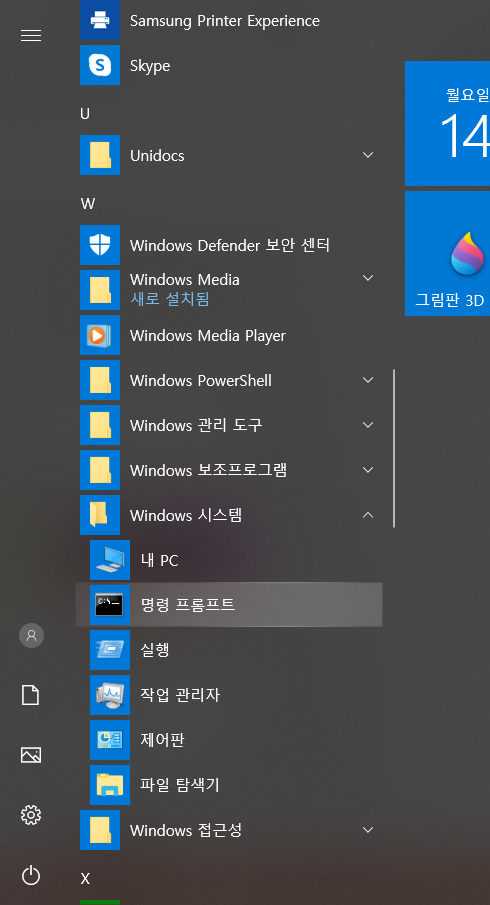 Samsung Printer Experience
Skype
U
Unidocs
W
Windows Defender 보안 센터
Windows Media
새로 설치됨
Windows Media Player
Windows PowerShell
Windows 관리 도구
Windows 보조프로그램
Windows 시스템
내 PC
명령 프롬프트
실행
작업 관리자
제어판
파일 탐색기
Windows 접근성
X
월요일
14
그림판 3D